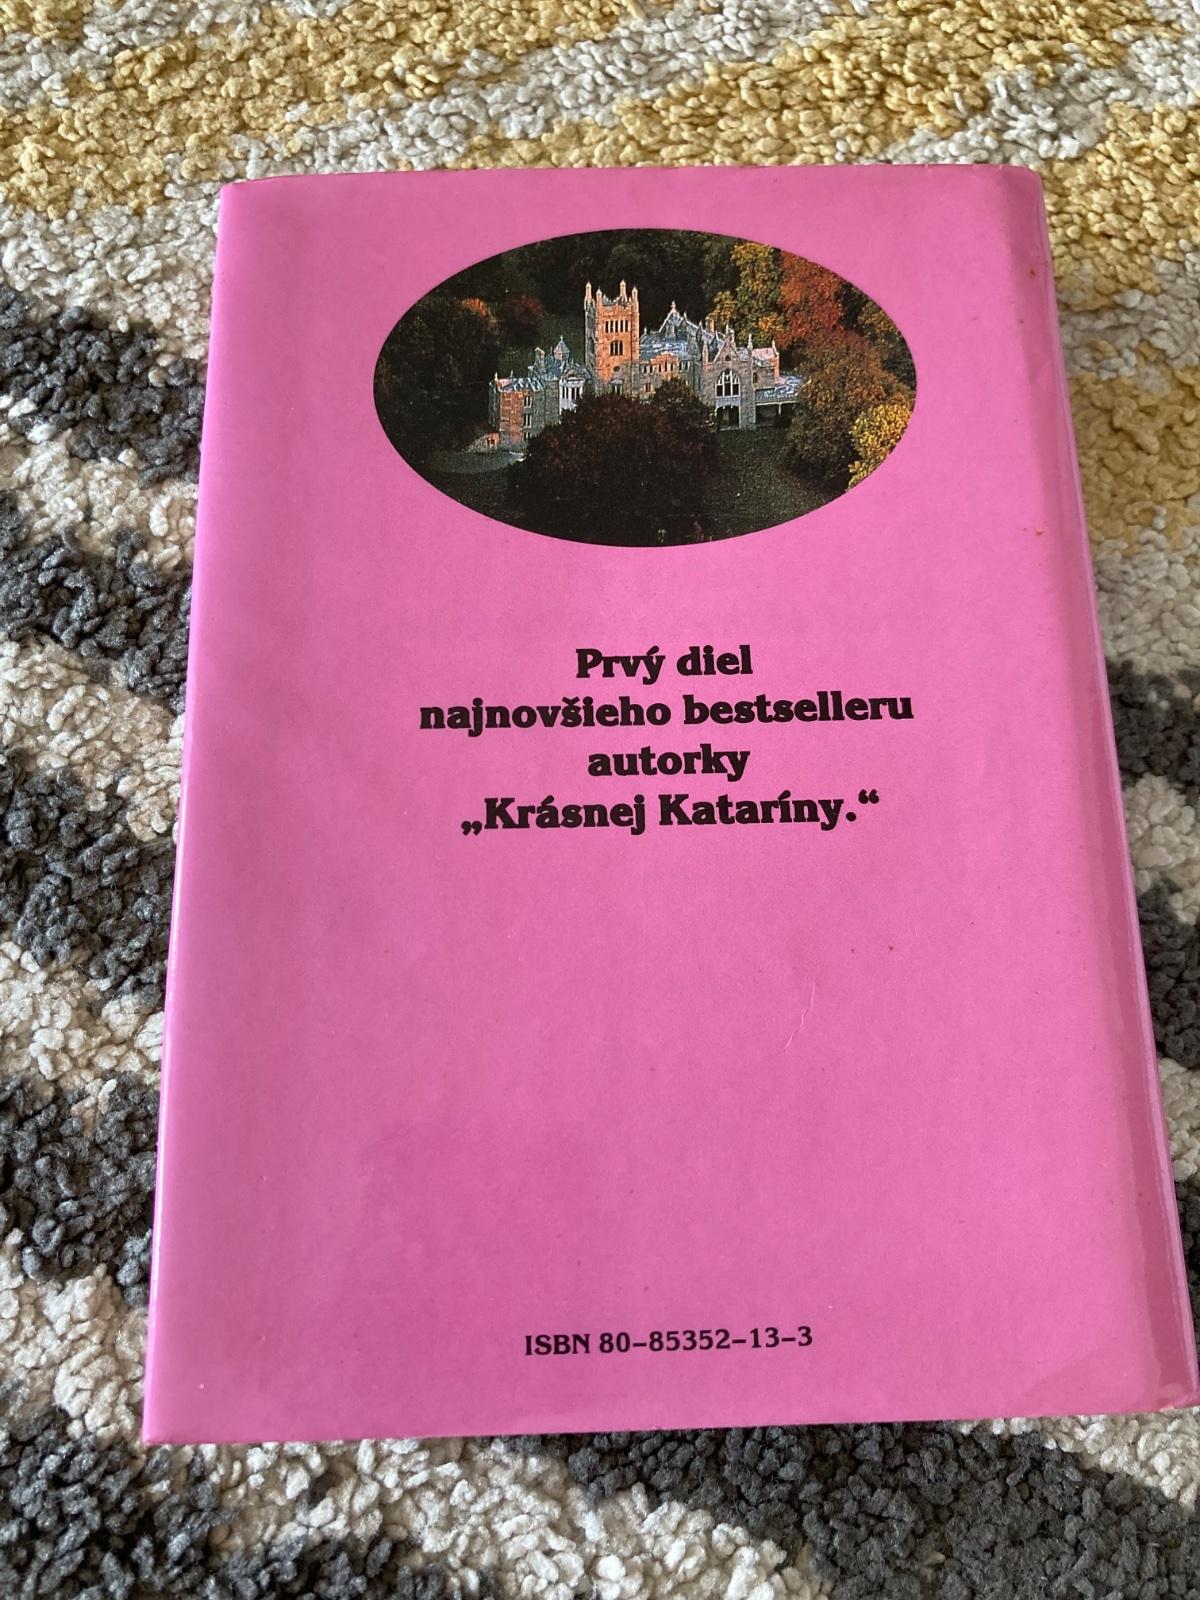 Prvý diel
najnovšieho bestselleru
autorky
„Krásnej Kataríny.“
ISBN 80–85352–13–3